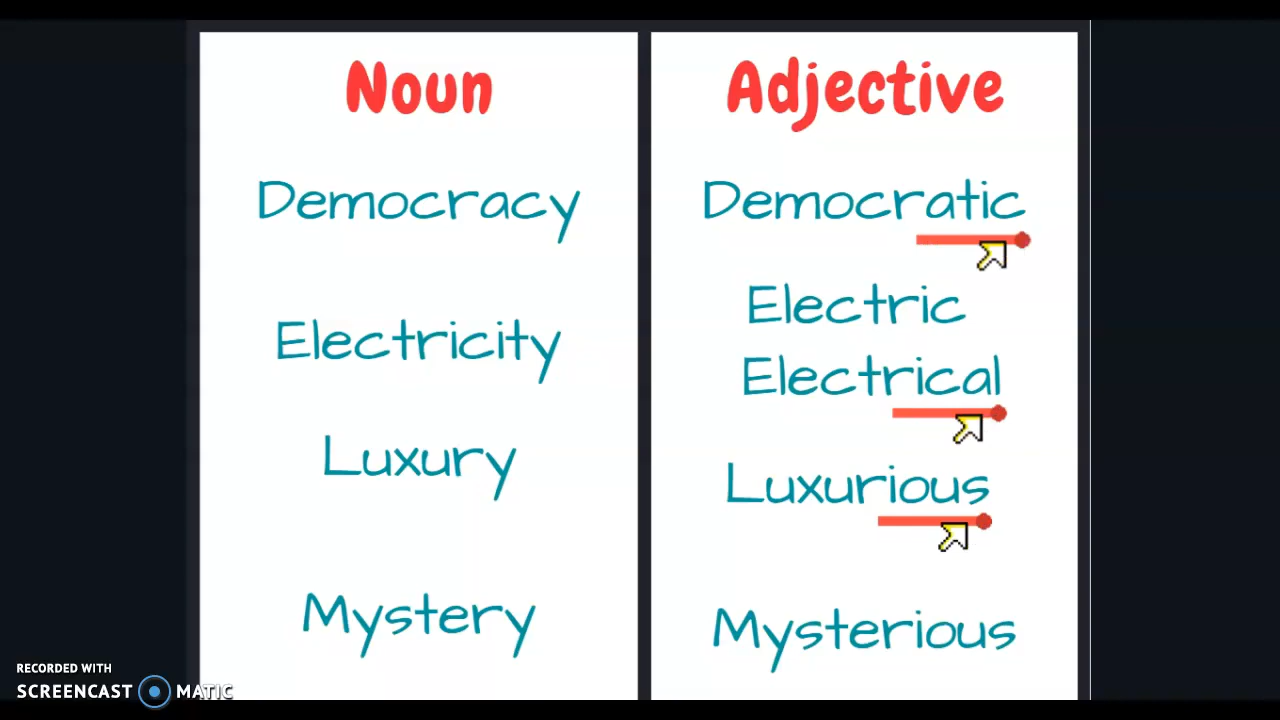 Noun
Adjective
Democracy
Democratic
Electricity
Electric
Electrical
Luxury
Luxurious
Mystery
Mysterious
RECORDED WITH
SCREENCAST MATIC